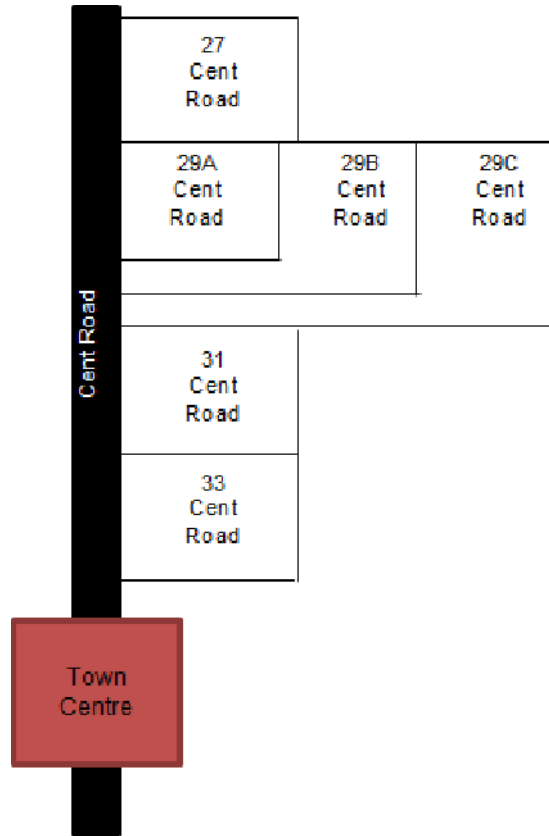 27
Cent
Road
29A
Cent
Road
29B
Cent
Road
29C
Cent
Road
Cent Road
31
Cent
Road
33
Cent
Road
Town
Centre